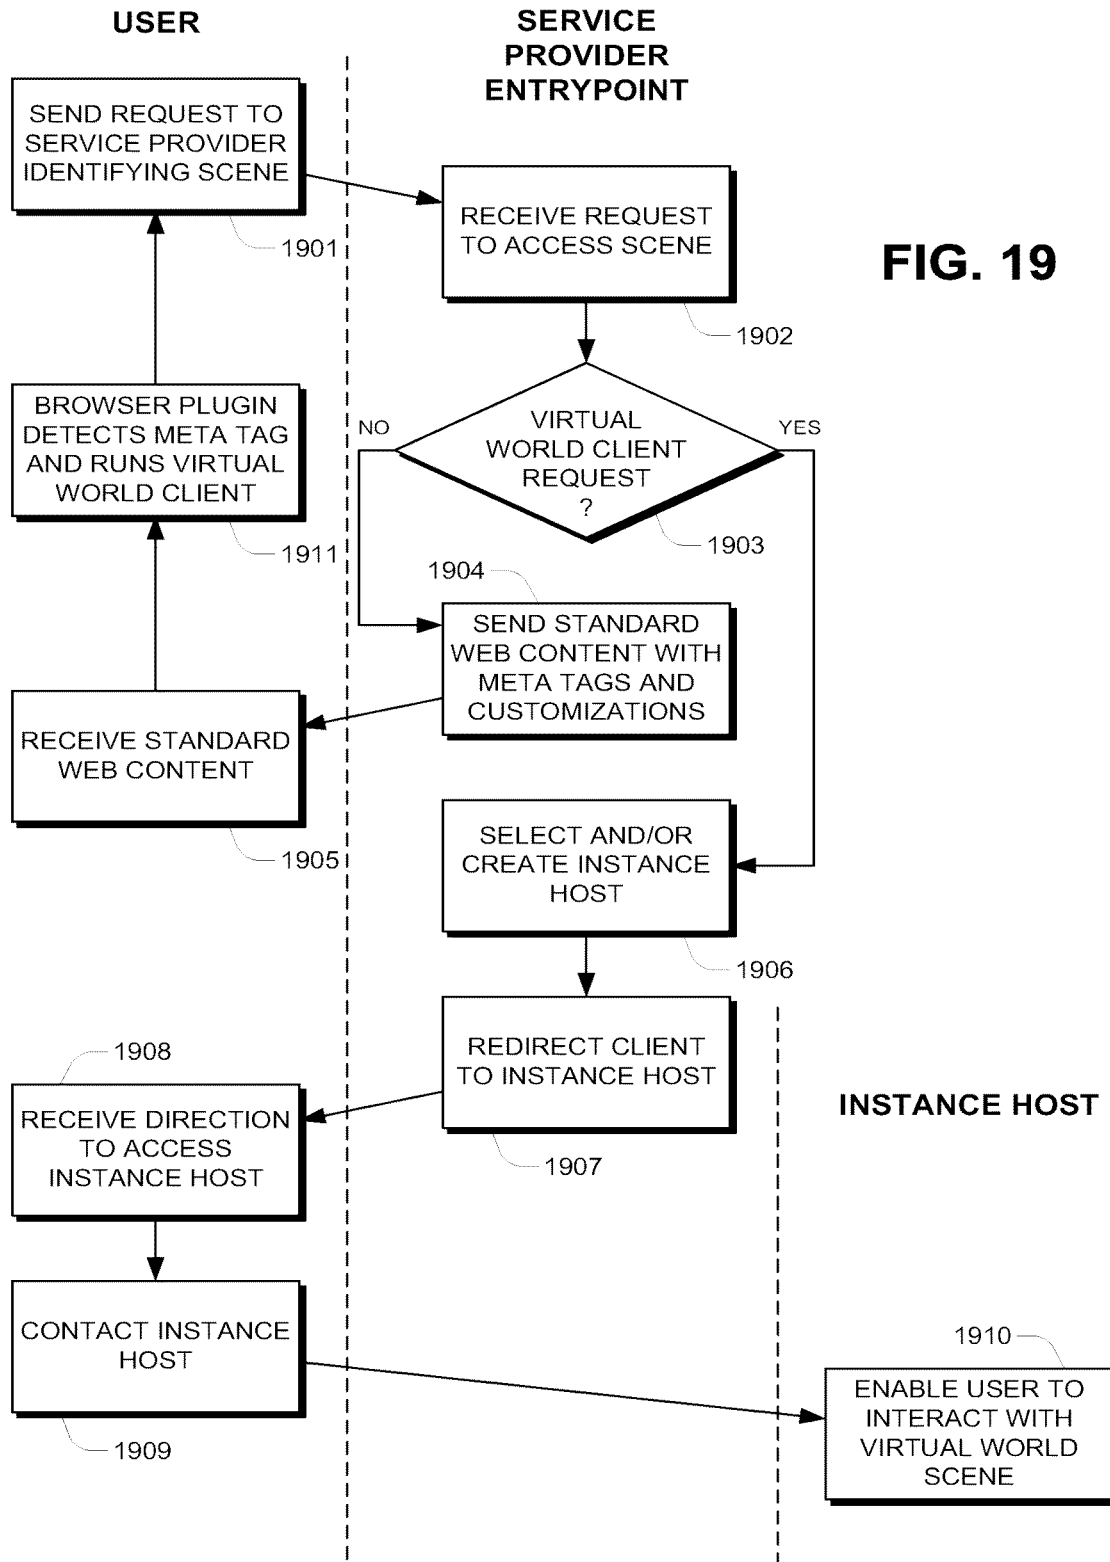 USER
SERVICE
PROVIDER
ENTRYPOINT
SEND REQUEST TO
SERVICE PROVIDER
IDENTIFYING SCENE
1901
RECEIVE REQUEST
TO ACCESS SCENE
1902
FIG. 19
BROWSER PLUGIN
DETECTS META TAG
AND RUNS VIRTUAL
WORLD CLIENT
1911
NO
VIRTUAL
WORLD CLIENT
REQUEST
?
YES
1903
1904
SEND STANDARD
WEB CONTENT WITH
META TAGS AND
CUSTOMIZATIONS
RECEIVE STANDARD
WEB CONTENT
1905
SELECT AND/OR
CREATE INSTANCE
HOST
1906
REDIRECT CLIENT
TO INSTANCE HOST
1907
1908
RECEIVE DIRECTION
TO ACCESS
INSTANCE HOST
INSTANCE HOST
CONTACT INSTANCE
HOST
1909
1910
ENABLE USER TO
INTERACT WITH
VIRTUAL WORLD
SCENE